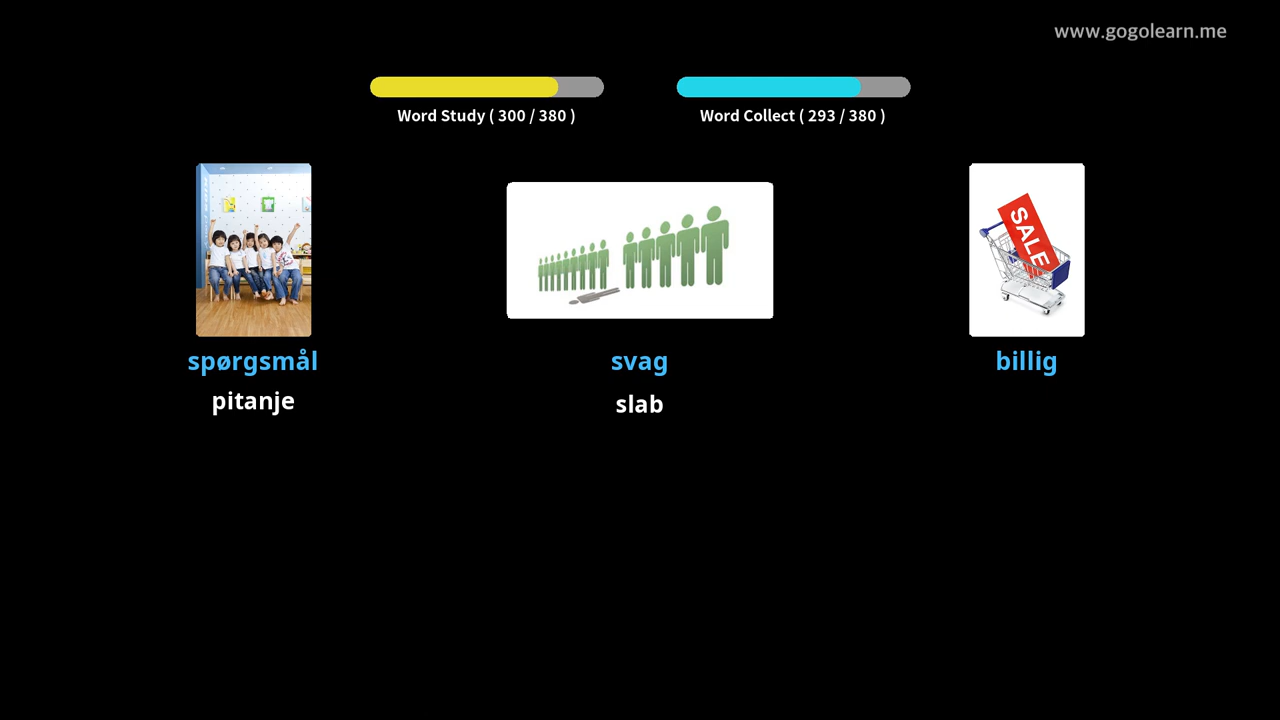 www.gogolearn.me
Word Study ( 300 / 380 )
Word Collect ( 293 / 380 )
SALE
spørgsmål
svag
billig
pitanje
slab